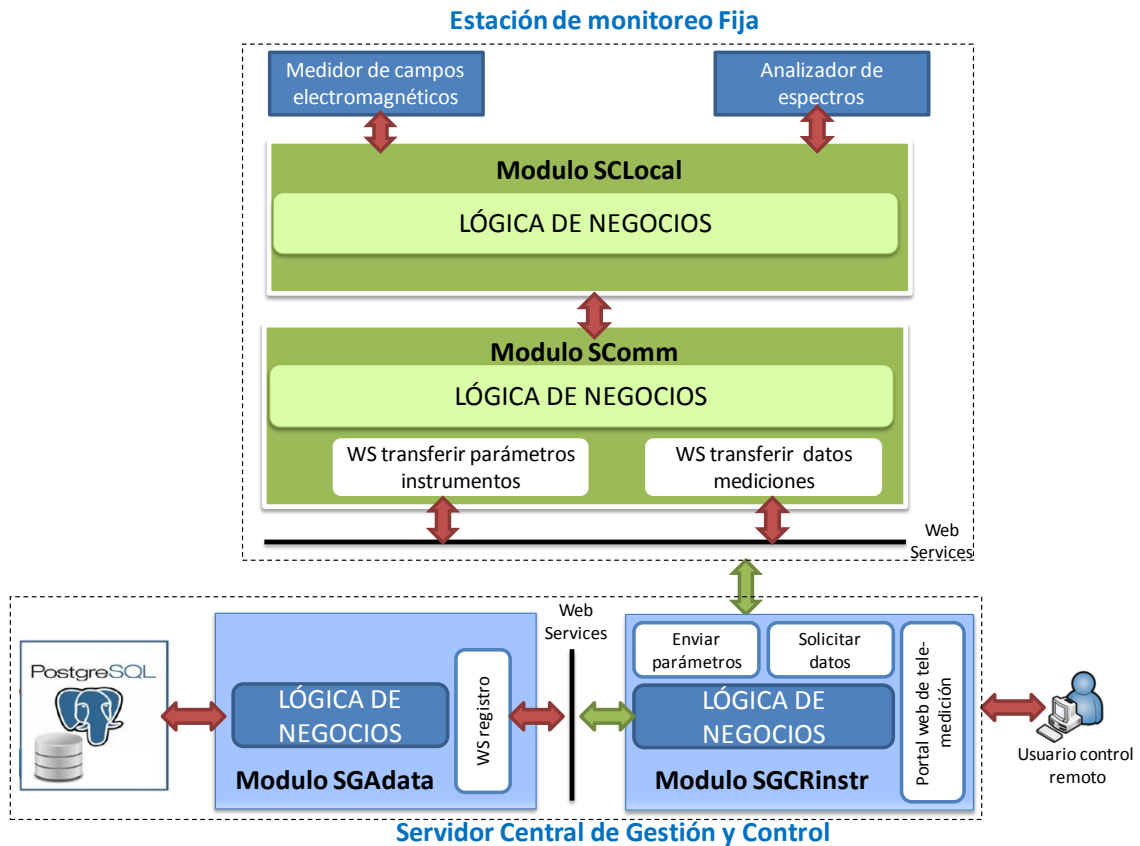 Estación de monitoreo Fija
Medidor de campos
electromagnéticos
Analizador de
espectros
Modulo SCLocal
LÓGICA DE NEGOCIOS
Modulo SComm
LÓGICA DE NEGOCIOS
WS transferir parámetros
instrumentos
WS transferir datos
mediciones
Web
Services
PostgreSQL
LÓGICA DE
NEGOCIOS
WS registro
Modulo SGAdata
Web
Services
Enviar
parámetros
Solicitar
datos
LÓGICA DE
NEGOCIOS
Portal web de tele-
medición
Modulo SGCRinstr
Usuario control
remoto
Servidor Central de Gestión y Control